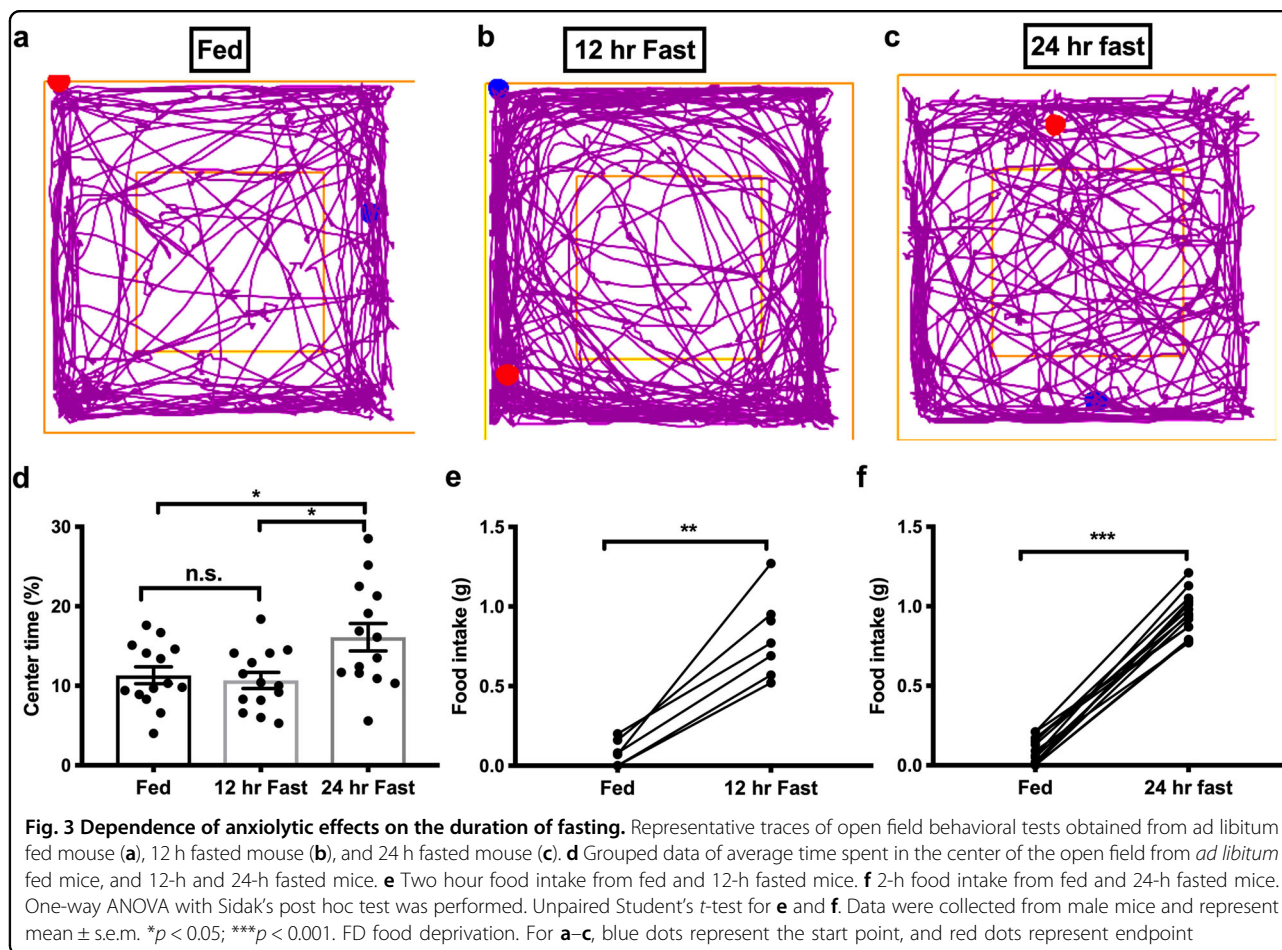 a
Fed
b
12 hr Fast
c
24 hr fast
d
Center time (%)
30
20
10
0
n.s.
*
*
Fed
12 hr Fast
24 hr Fast
e
Food intake (g)
1.5
1.0
0.5
0.0
**
Fed
12 hr Fast
f
Food intake (g)
1.5
1.0
0.5
0.0
***
Fed
24 hr fast
Fig. 3 Dependence of anxiolytic effects on the duration of fasting. Representative traces of open field behavioral tests obtained from ad libitum
fed mouse (a), 12 h fasted mouse (b), and 24 h fasted mouse (c). d Grouped data of average time spent in the center of the open field from ad libitum
fed mice, and 12-h and 24-h fasted mice. e Two hour food intake from fed and 12-h fasted mice. f 2-h food intake from fed and 24-h fasted mice.
One-way ANOVA with Sidak's post hoc test was performed. Unpaired Student's t-test for e and f. Data were collected from male mice and represent
mean ± s.e.m. *p < 0.05; ***p < 0.001. FD food deprivation. For a–c, blue dots represent the start point, and red dots represent endpoint